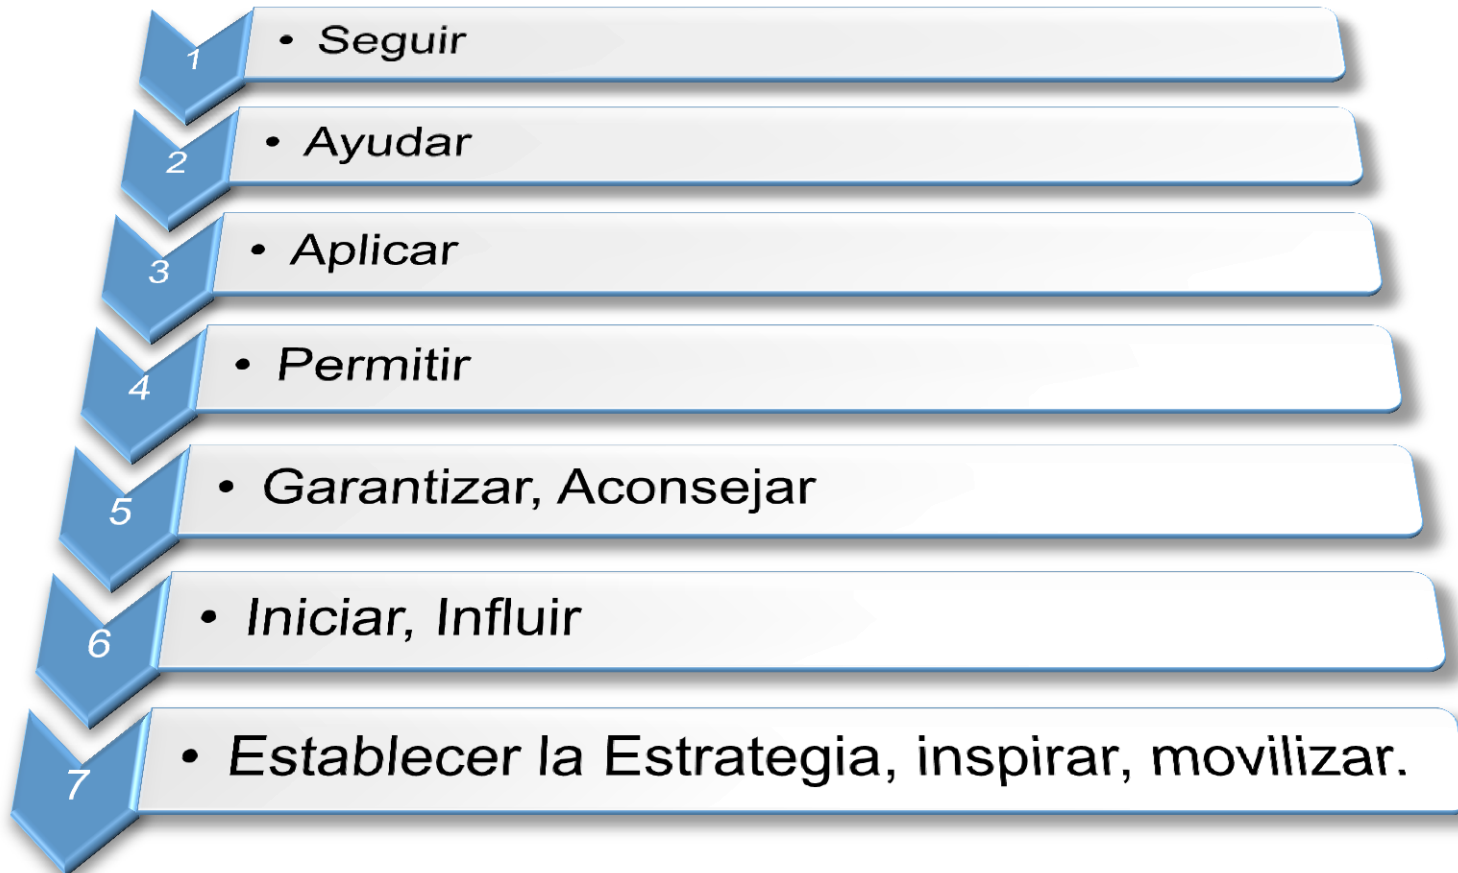 1 • Seguir
2 • Ayudar
3 • Aplicar
4 • Permitir
5 • Garantizar, Aconsejar
6 • Iniciar, Influir
7 • Establecer la Estrategia, inspirar, movilizar.